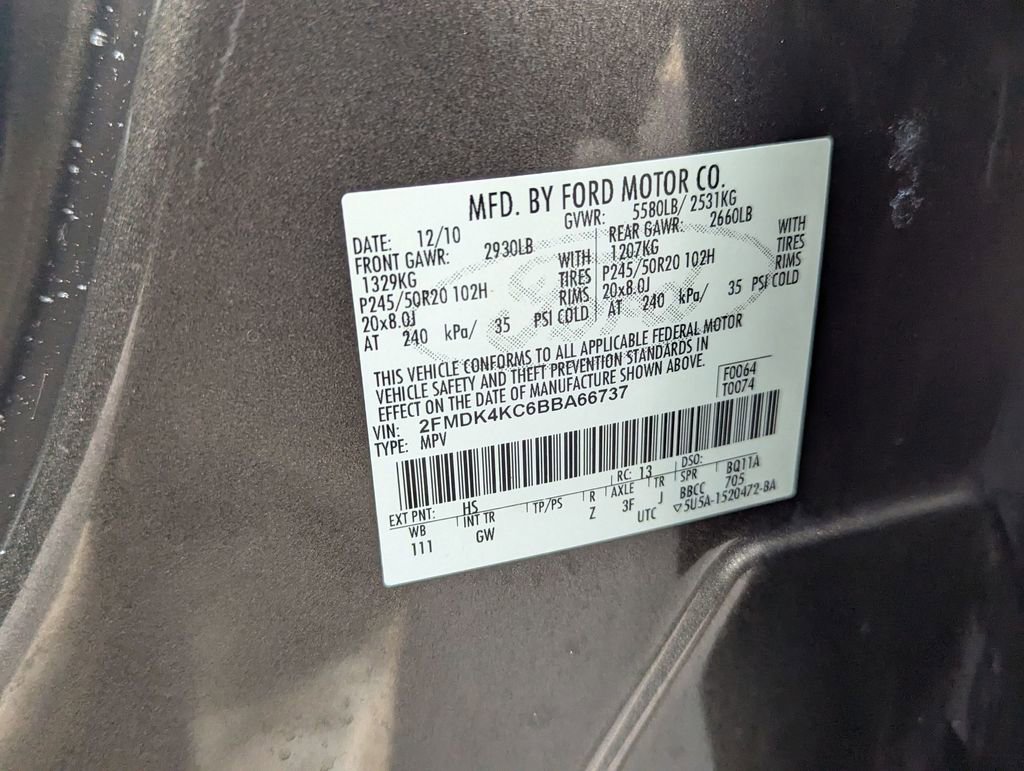 MFD. BY FORD MOTOR CO.
DATE: 12/10 GVWR: 5580LB/ 2531KG
FRONT GAWR: 2930LB REAR GAWR: 2660LB
1329KG WITH 1207KG WITH
P245/50R20 102H TIRES P245/50R20 102H TIRES
20x8.0J RIMS 20x8.0J RIMS
AT 240 kPa/ 35 PSI COLD AT 240 kPa/ 35 PSI COLD
THIS VEHICLE CONFORMS TO ALL APPLICABLE FEDERAL MOTOR
VEHICLE SAFETY AND THEFT PREVENTION STANDARDS IN
EFFECT ON THE DATE OF MANUFACTURE SHOWN ABOVE.
F0064
T0074
VIN: 2FMDK4KC6BBA66737
TYPE: MPV
EXT PNT: HS RC: 13 DSO:
WB INT TR TP/PS R AXLE TR SPR BQ11A
111 GW Z 3F J BBCC 705
UTC ▽5U5A-1520472-BA